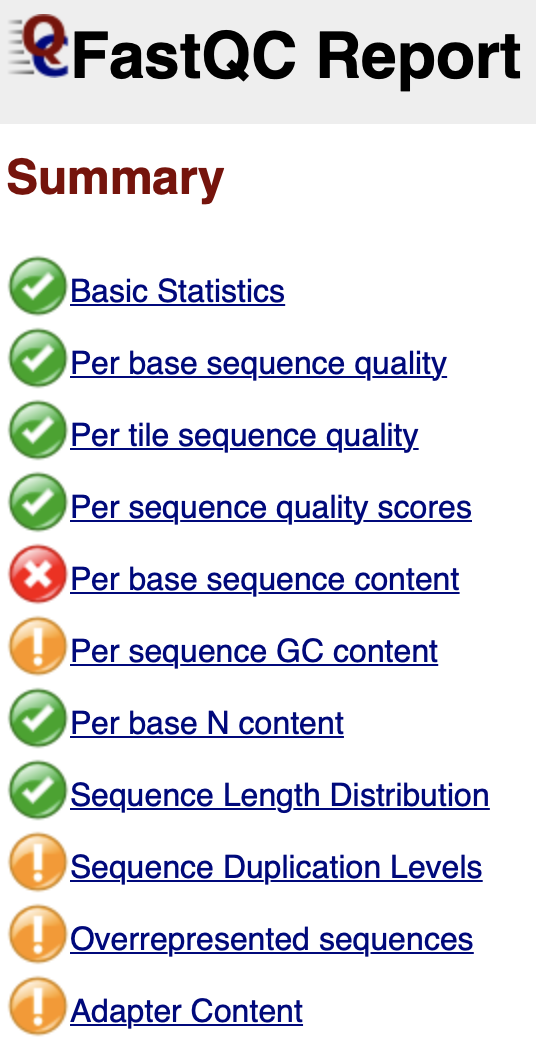 FastQC Report
Summary
Basic Statistics
Per base sequence quality
Per tile sequence quality
Per sequence quality scores
Per base sequence content
Per sequence GC content
Per base N content
Sequence Length Distribution
Sequence Duplication Levels
Overrepresented sequences
Adapter Content